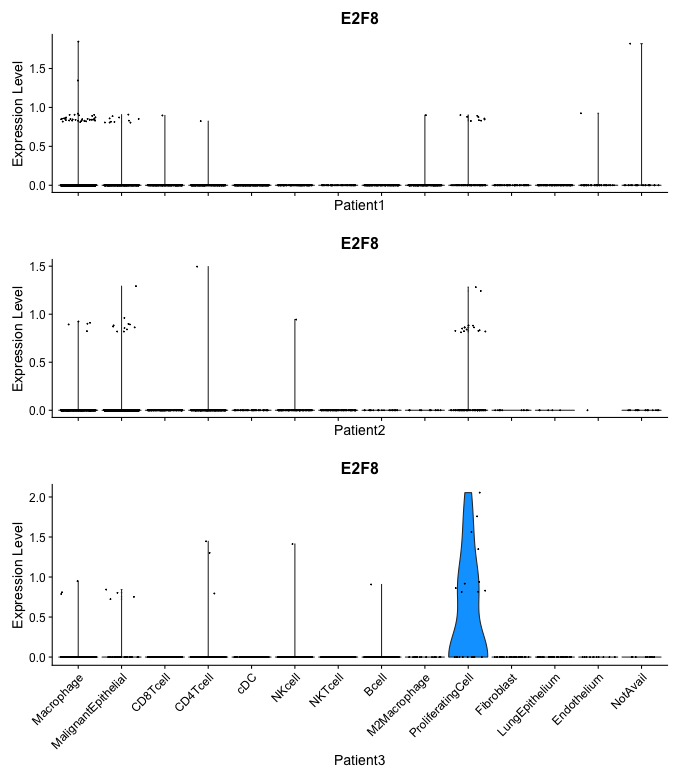 E2F8
Expression Level
1.5
1.0
0.5
0.0
Patient1
E2F8
Expression Level
1.5
1.0
0.5
0.0
Patient2
E2F8
Expression Level
2.0
1.5
1.0
0.5
0.0
Macrophage
MalignantEpithelial
CD8Tcell
CD4Tcell
cDC
NKcell
NKTcell
Bcell
M2Macrophage
ProliferatingCell
Fibroblast
LungEpithelium
Endothelium
NotAvail
Patient3